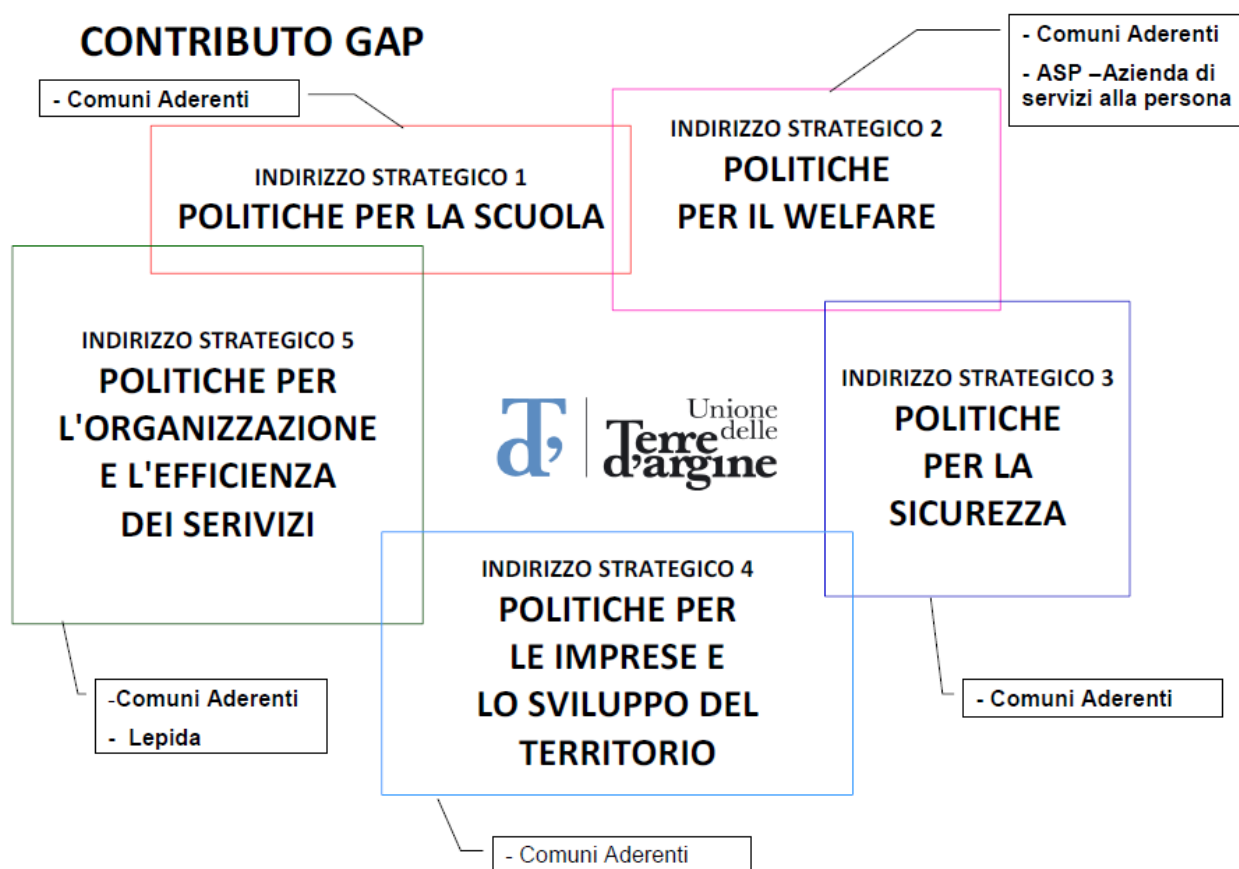 CONTRIBUTO GAP
- Comuni Aderenti
- Comuni Aderenti
- ASP –Azienda di
servizi alla persona
INDIRIZZO STRATEGICO 1
POLITICHE PER LA SCUOLA
INDIRIZZO STRATEGICO 2
POLITICHE
PER IL WELFARE
INDIRIZZO STRATEGICO 5
POLITICHE PER
L'ORGANIZZAZIONE
E L'EFFICIENZA
DEI SERIVIZI
Td'
Unione
delle
Terre
d'argine
INDIRIZZO STRATEGICO 3
POLITICHE
PER LA
SICUREZZA
INDIRIZZO STRATEGICO 4
POLITICHE PER
LE IMPRESE E
LO SVILUPPO DEL
TERRITORIO
-Comuni Aderenti
- Lepida
- Comuni Aderenti
- Comuni Aderenti